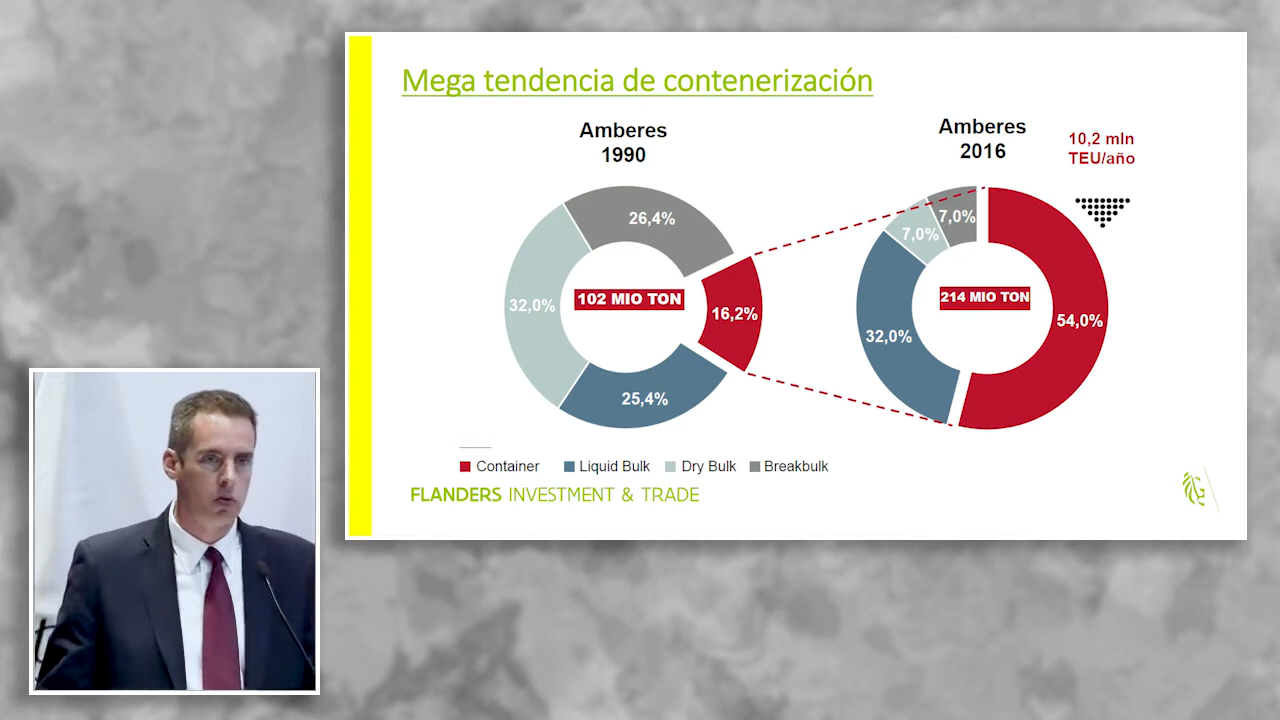 Mega tendencia de contenerización
Amberes
1990
Amberes
2016
10,2 mln
TEU/año
26,4%
32,0%
102 MIO TON
16,2%
25,4%
7,0%
7,0%
214 MIO TON
32,0%
54,0%
Container
Liquid Bulk
Dry Bulk
Breakbulk
FLANDERS INVESTMENT & TRADE